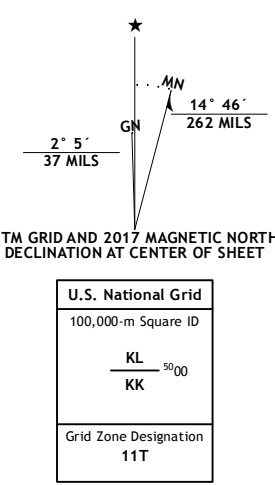 ★
MN
GN
14° 46´
262 MILS
2° 5´
37 MILS
TM GRID AND 2017 MAGNETIC NORTH
DECLINATION AT CENTER OF SHEET
U.S. National Grid
100,000-m Square ID
KL
5000
KK
Grid Zone Designation
11T